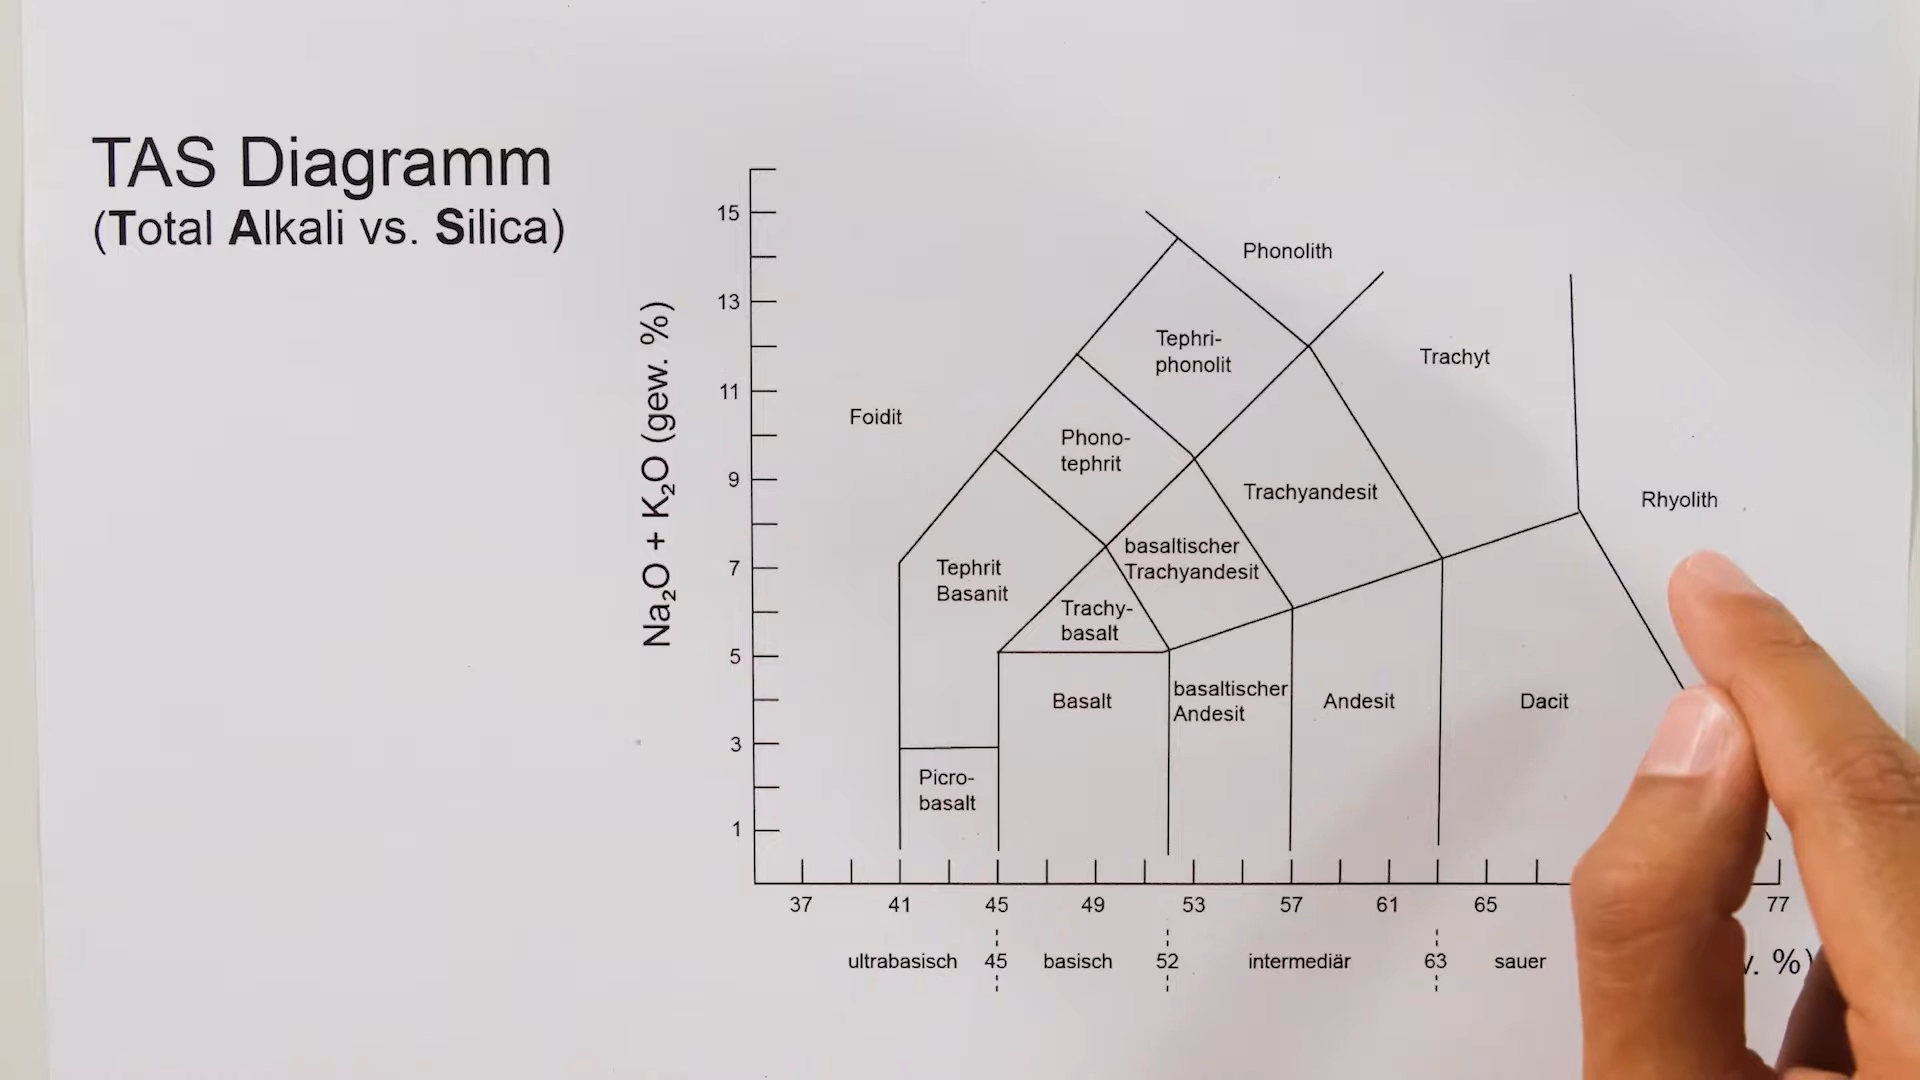 TAS Diagramm
(Total Alkali vs. Silica)
Na₂O + K₂O (gew. %)
15
13
11
9
7
5
3
1
Phonolith
Tephri-
phonolit
Trachyt
Foidit
Phono-
tephrit
Trachyandesit
Rhyolith
basaltischer
Trachyandesit
Tephrit
Basanit
Trachy-
basalt
Basalt
basaltischer
Andesit
Andesit
Dacit
Picro-
basalt
37 41 45 49 53 57 61 65 77
ultrabasisch 45 basisch 52 intermediär 63 sauer
%)